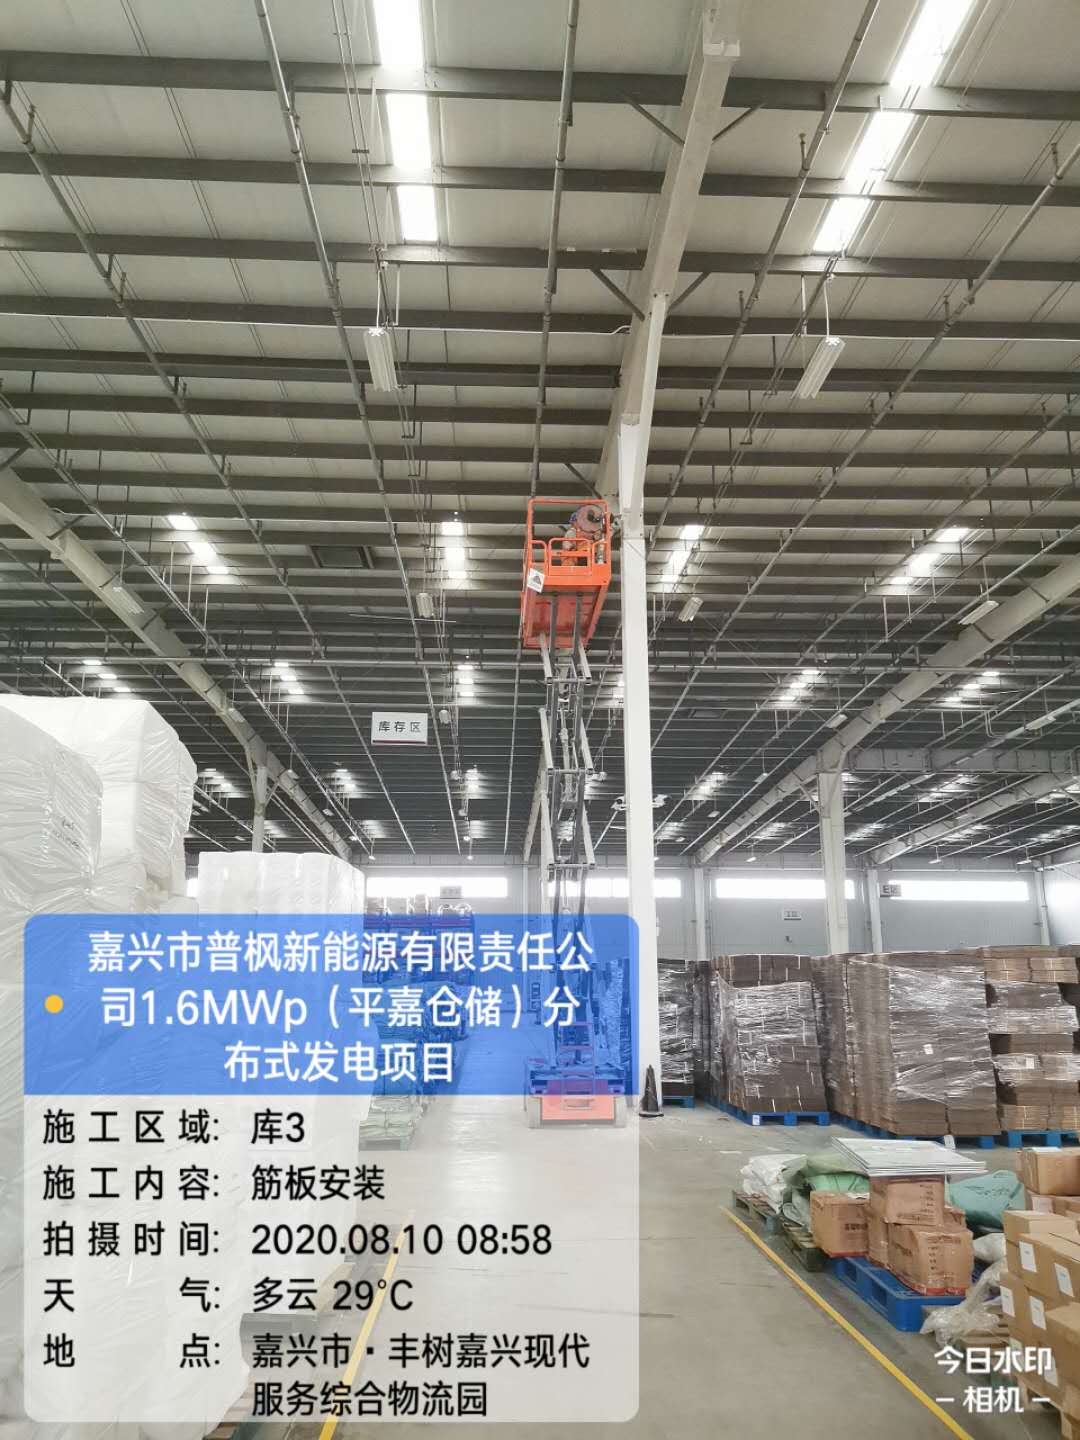 库存区
嘉兴市普枫新能源有限责任公
司1.6MWp（平嘉仓储）分
布式发电项目
施工区域: 库3
施工内容: 筋板安装
拍摄时间: 2020.08.10 08:58
天气: 多云 29°C
地点: 嘉兴市·丰树嘉兴现代
服务综合物流园
今日水印
-相机-